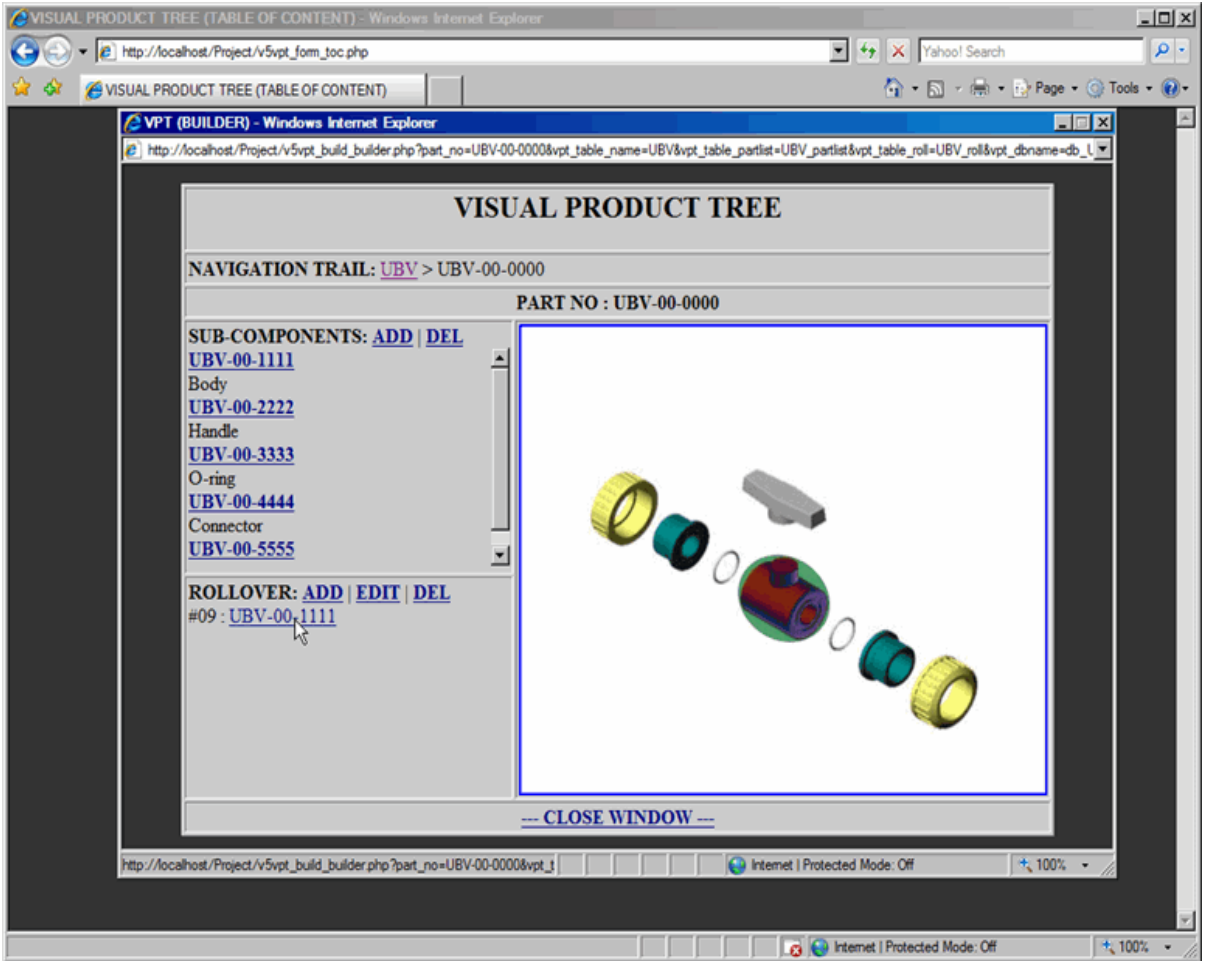 VISUAL PRODUCT TREE (TABLE OF CONTENT) - Windows Internet Explorer
http://localhost/Project/v5vpt_form_toc.php
Yahoo! Search
VISUAL PRODUCT TREE (TABLE OF CONTENT)
Page
Tools
VPT (BUILDER) - Windows Internet Explorer
http://localhost/Project/v5vpt_build_builder.php?part_no=UBV-00-0000&vpt_table_name=UBV&vpt_table_partlist=UBV_partlist&vpt_table_roll=UBV_roll&vpt_dbname=db_U
VISUAL PRODUCT TREE
NAVIGATION TRAIL: UBV > UBV-00-0000
PART NO : UBV-00-0000
SUB-COMPONENTS: ADD | DEL
UBV-00-1111
Body
UBV-00-2222
Handle
UBV-00-3333
O-ring
UBV-00-4444
Connector
UBV-00-5555
ROLLOVER: ADD | EDIT | DEL
#09 : UBV-00-1111
--- CLOSE WINDOW ---
http://localhost/Project/v5vpt_build_builder.php?part_no=UBV-00-0000&vpt_t
Internet | Protected Mode: Off
100%
Internet | Protected Mode: Off
100%